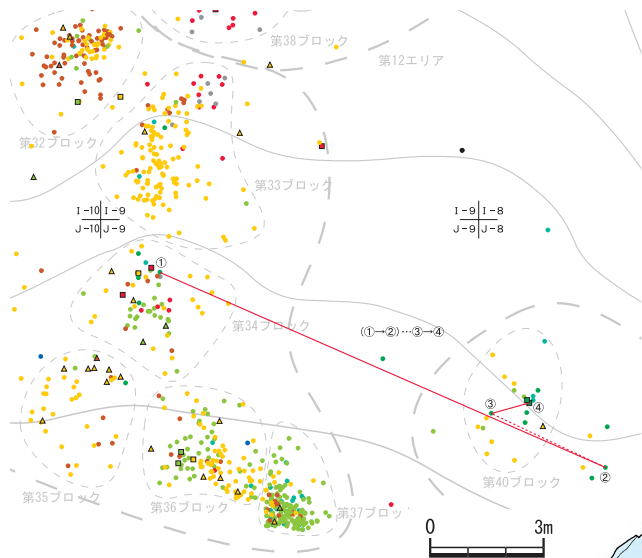 第38ブロック
第12エリア
第32ブロック
第33ブロック
I-10 I-9
J-10 J-9
I-9 I-8
J-9 J-8
①
第34ブロック
(①→②)…③→④
③
④
②
第35ブロック
第36ブロック
第37ブロック
第40ブロック
0 3m